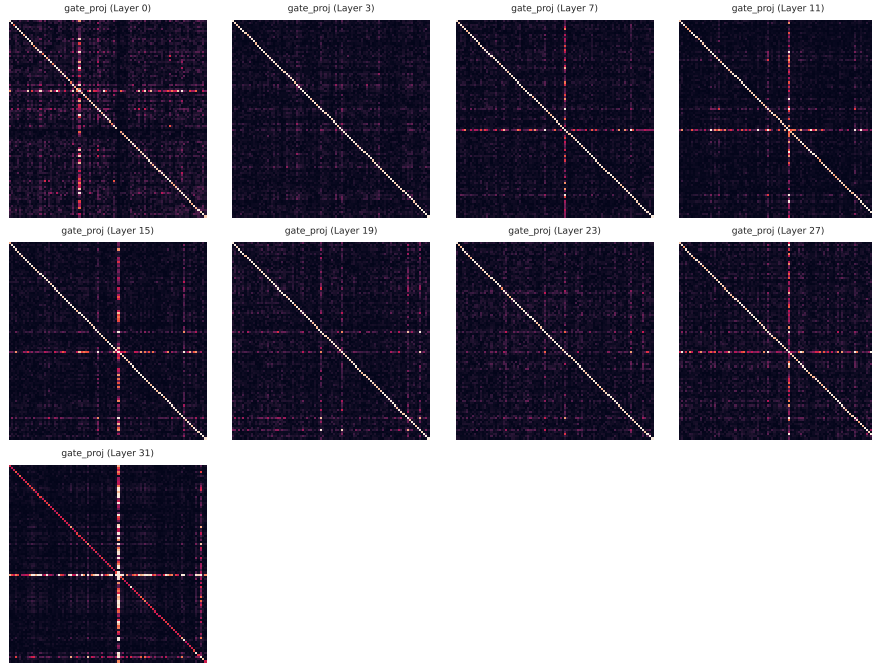 gate_proj (Layer 0)
gate_proj (Layer 3)
gate_proj (Layer 7)
gate_proj (Layer 11)
gate_proj (Layer 15)
gate_proj (Layer 19)
gate_proj (Layer 23)
gate_proj (Layer 27)
gate_proj (Layer 31)